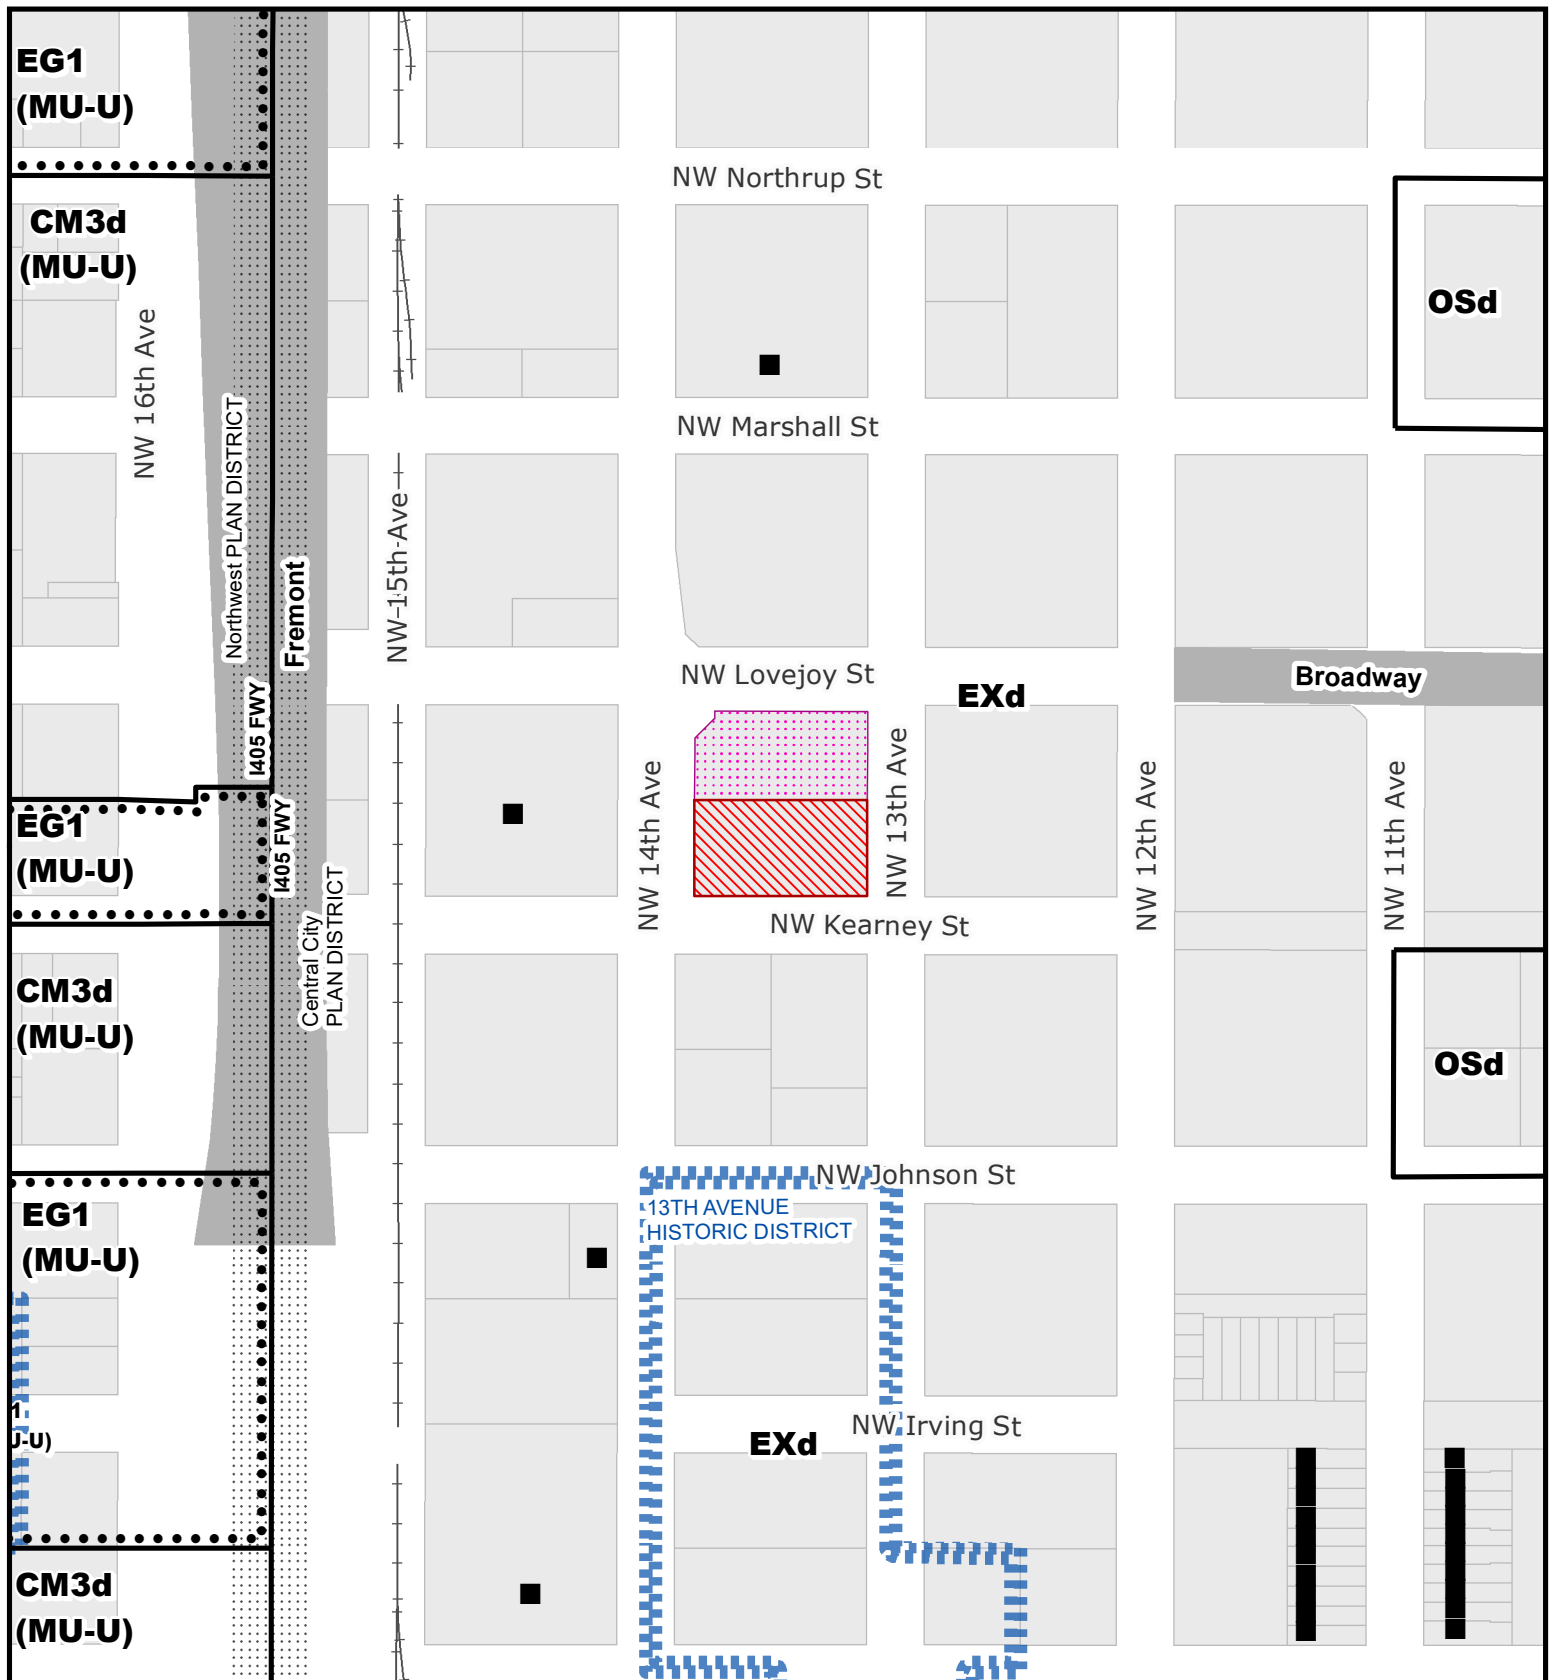 EG1
(MU-U)
NW Northrup St
CM3d
(MU-U)
OSd
NW 16th Ave
NW Marshall St
Northwest PLAN DISTRICT
Fremont
NW 15th Ave
NW Lovejoy St
EXd
Broadway
I405 FWY
NW 14th Ave
NW 13th Ave
NW 12th Ave
NW 11th Ave
EG1
(MU-U)
I405 FWY
NW Kearney St
Central City
PLAN DISTRICT
CM3d
(MU-U)
OSd
NW Johnson St
13TH AVENUE
HISTORIC DISTRICT
EG1
(MU-U)
1
U-U)
NW Irving St
EXd
CM3d
(MU-U)